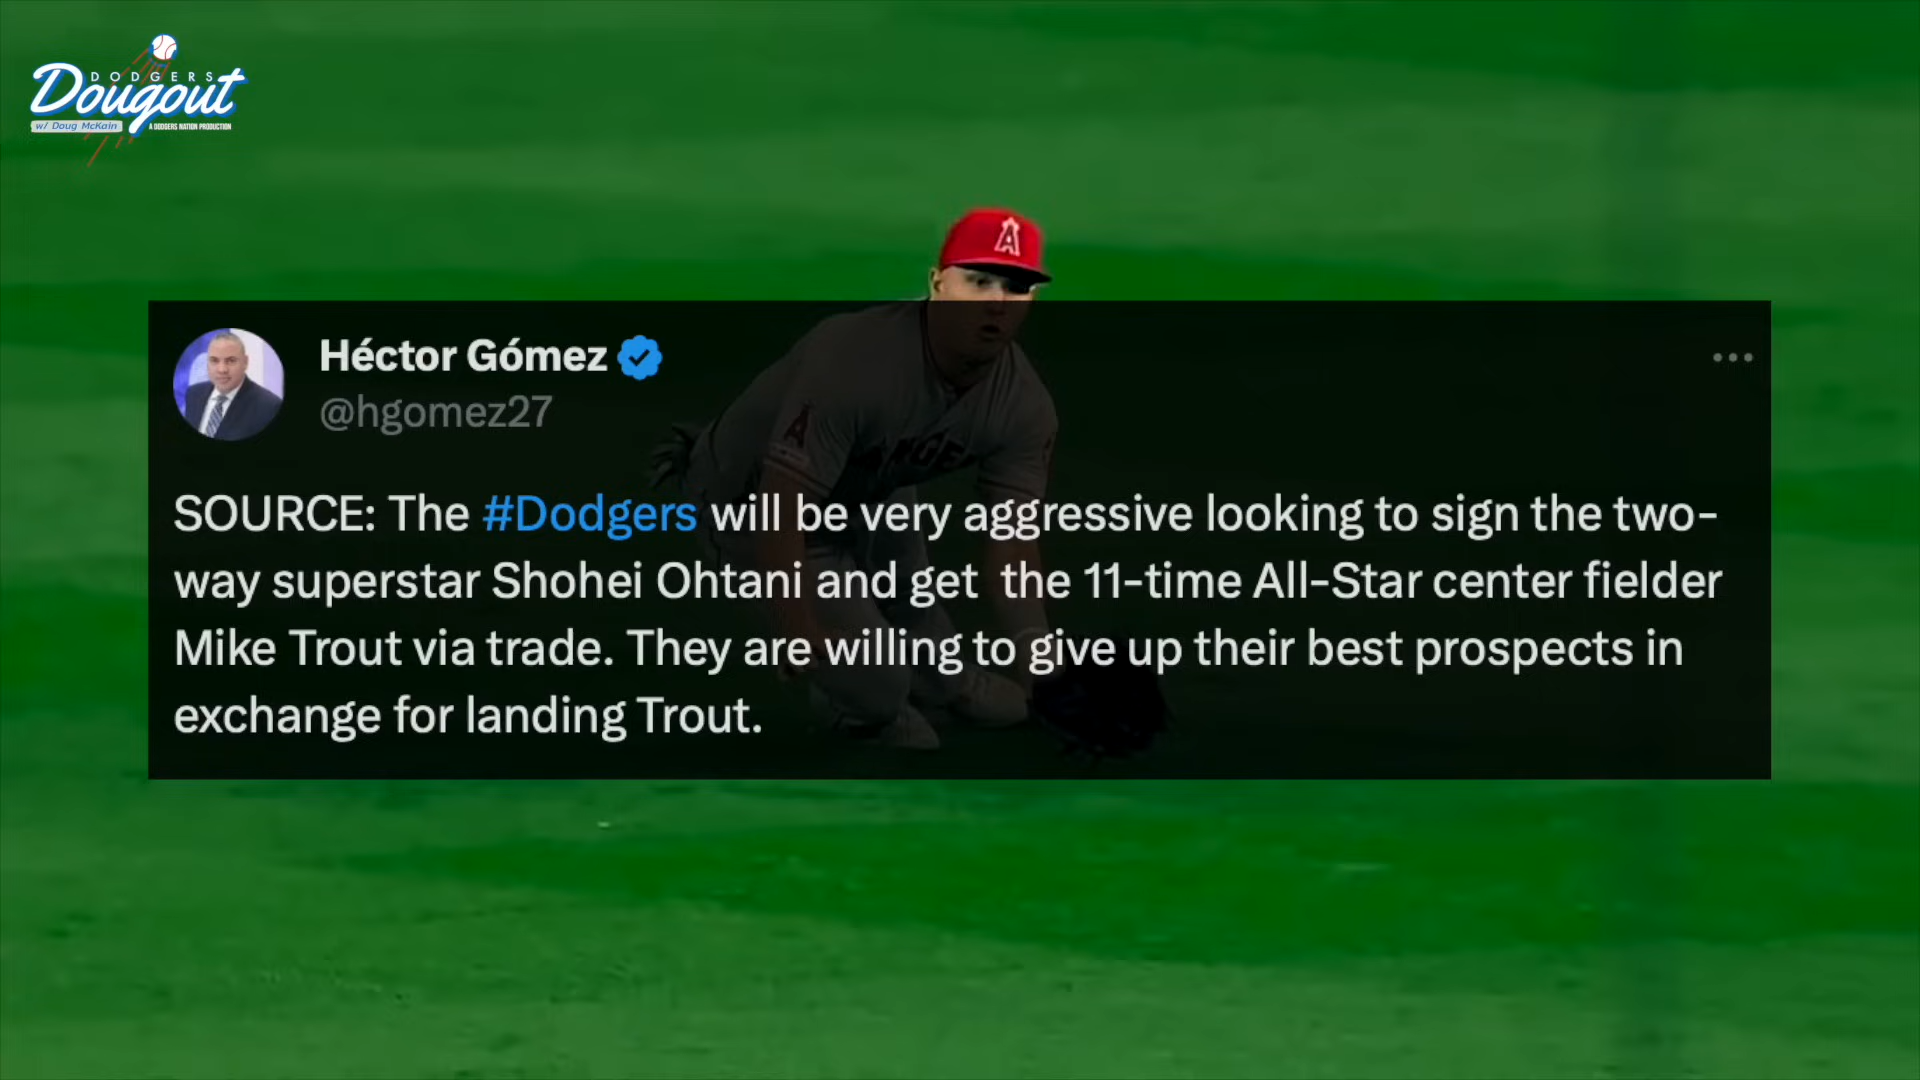 DODGERS
Dougout
w/ Doug McKain
A DODGERS NATION PRODUCTION
A
Héctor Gómez
@hgomez27
SOURCE: The #Dodgers will be very aggressive looking to sign the two-
way superstar Shohei Ohtani and get the 11-time All-Star center fielder
Mike Trout via trade. They are willing to give up their best prospects in
exchange for landing Trout.